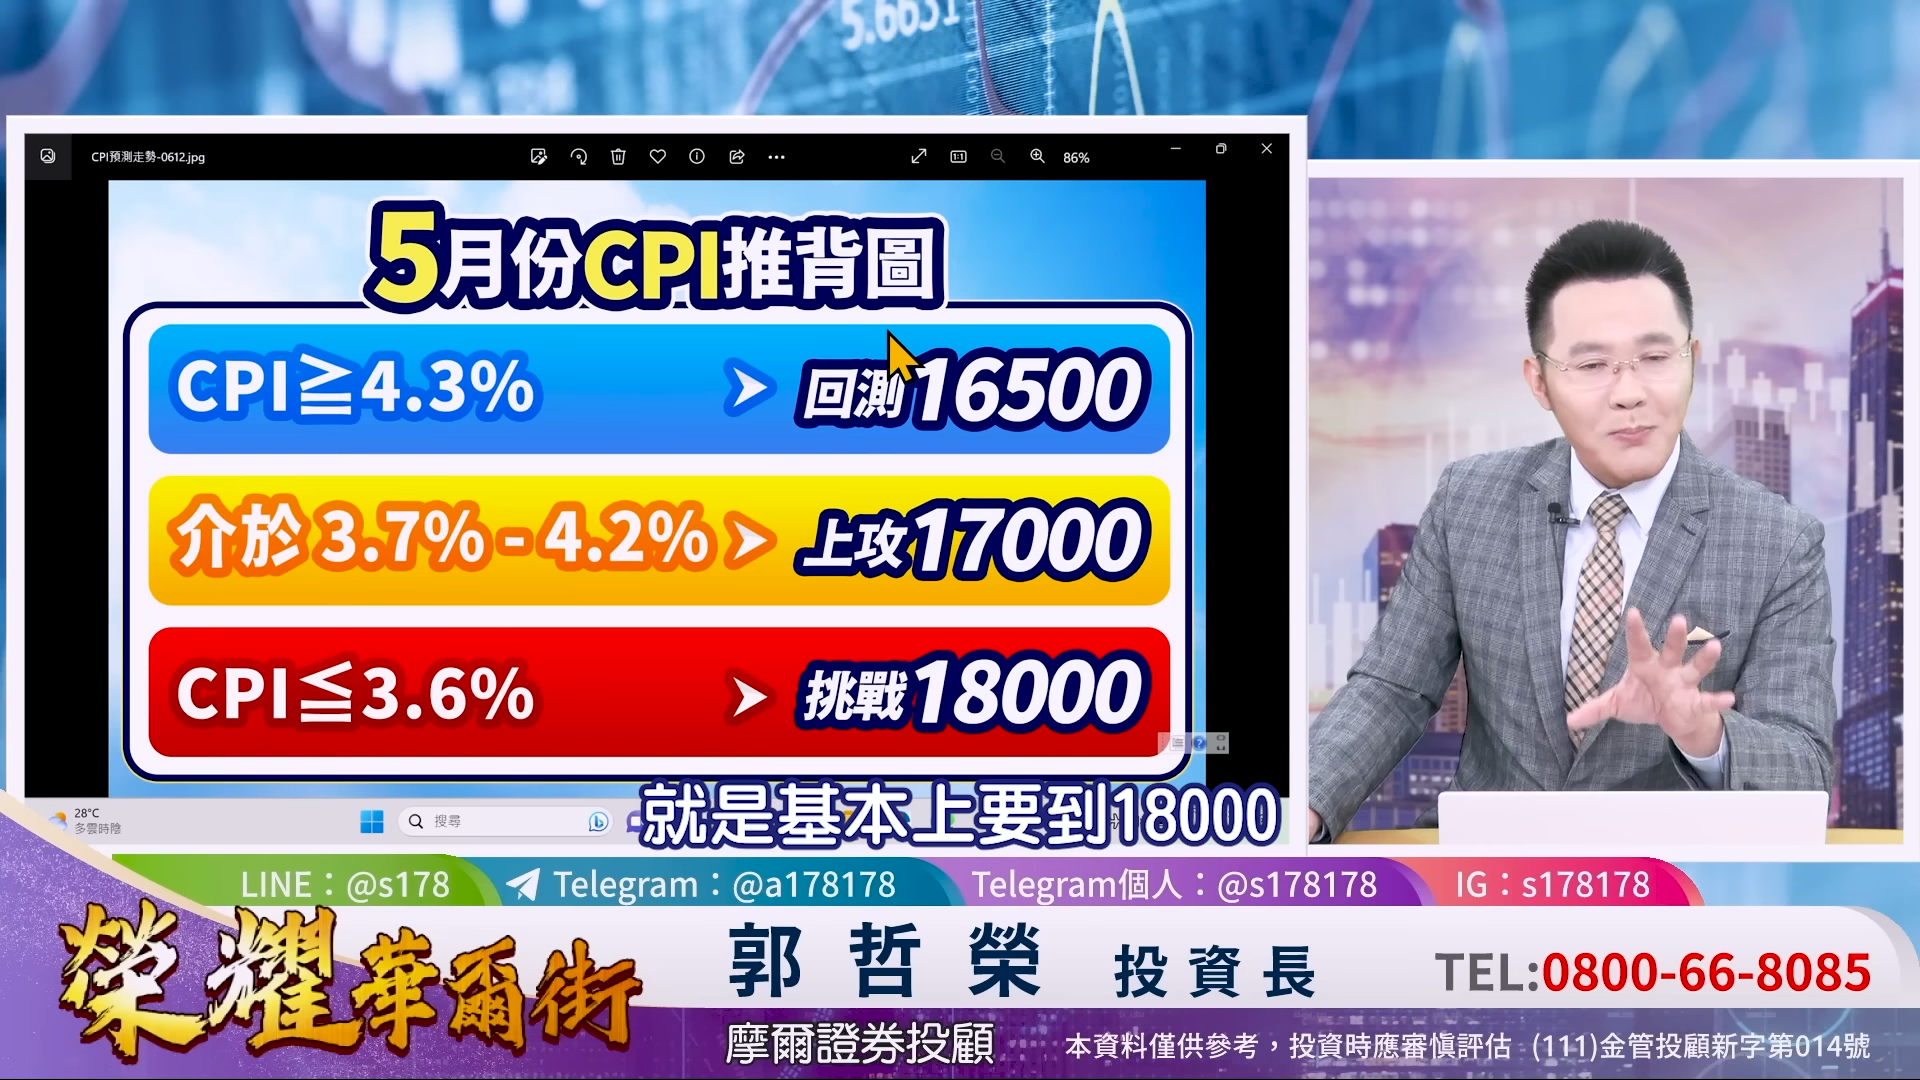 5.6631
CPI預測走勢-0612.jpg
1:1
86%
5月份CPI推背圖
CPI≧4.3%
回測16500
介於3.7%-4.2%
上攻17000
CPI≦3.6%
挑戰18000
28°C
多雲時陰
搜尋
就是基本上要到18000
LINE：@s178
Telegram：@a178178
Telegram個人：@s178178
IG：s178178
榮耀華爾街
郭哲榮 投資長
TEL:0800-66-8085
摩爾證券投顧
本資料僅供參考，投資時應審慎評估 (111)金管投顧新字第014號